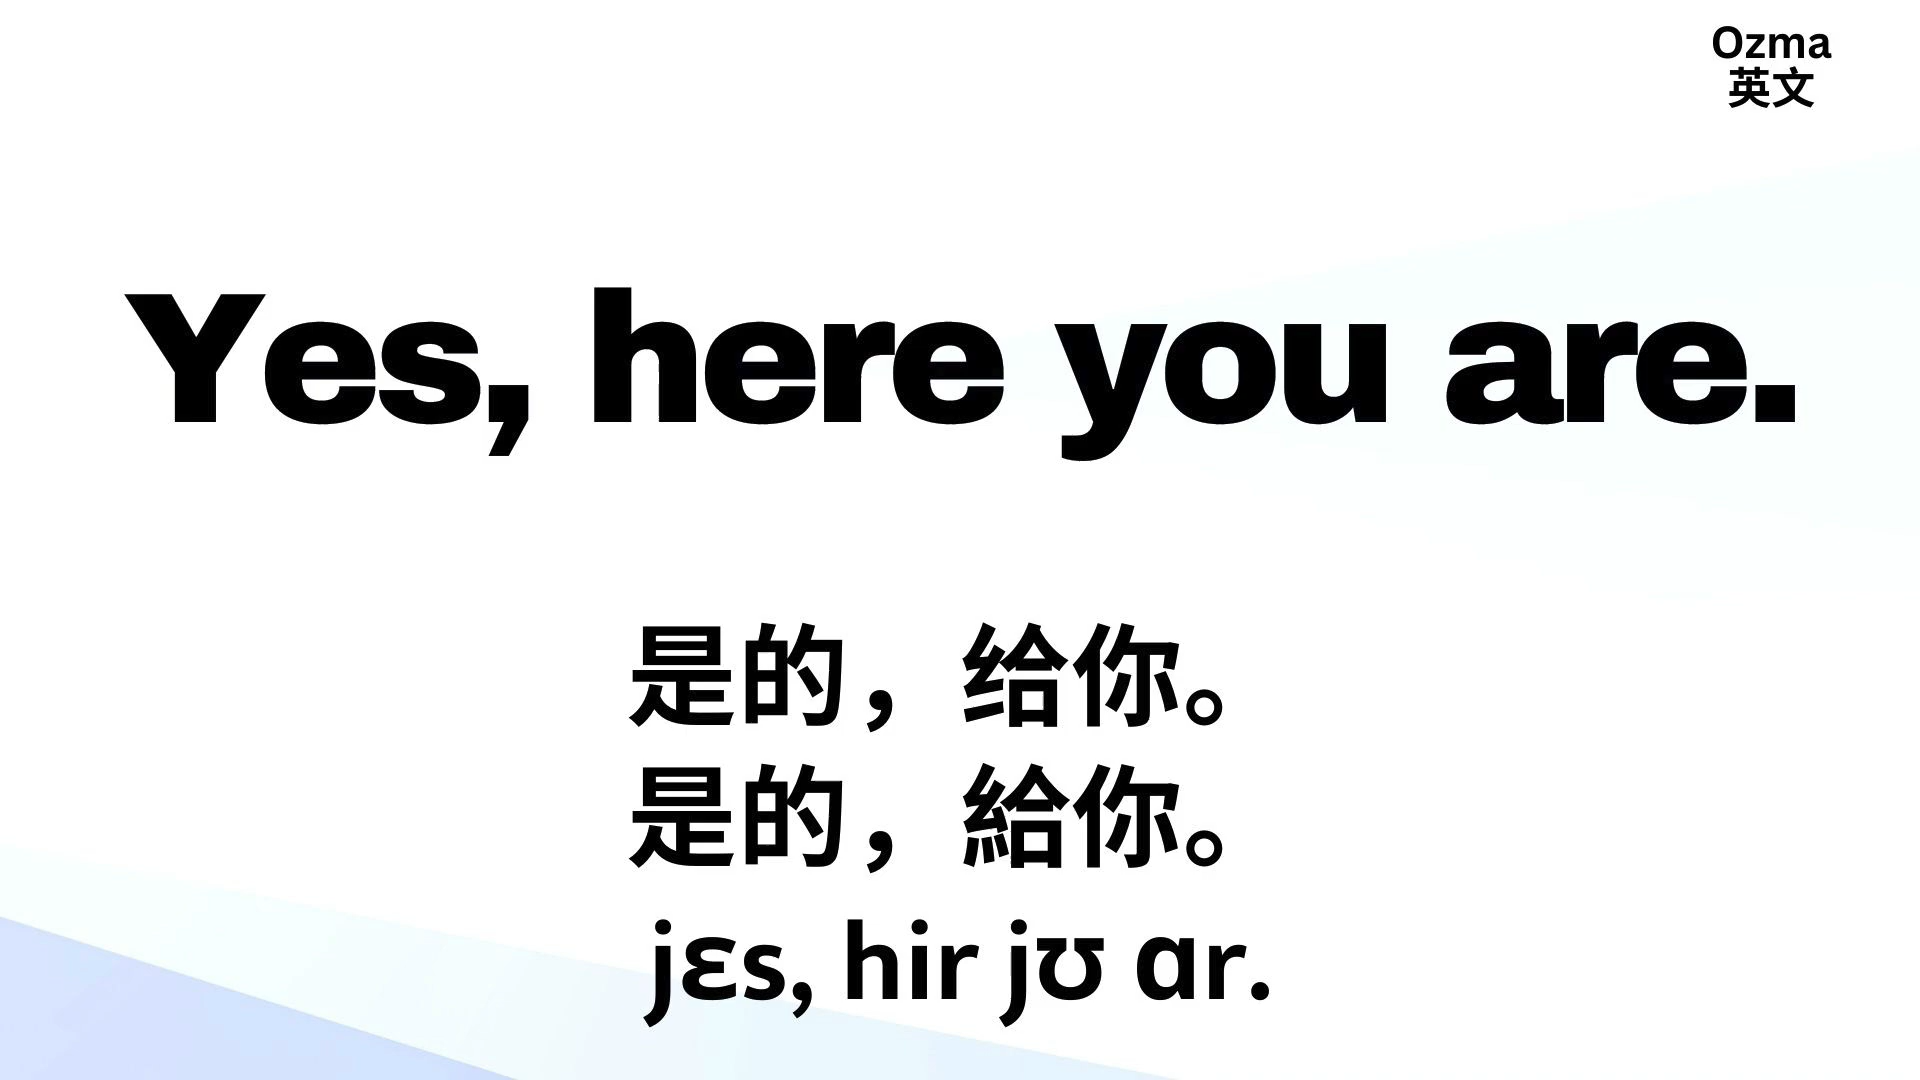 Ozma
英文
Yes, here you are.
是的，给你。
是的，給你。
jɛs, hir jʊ ɑr.